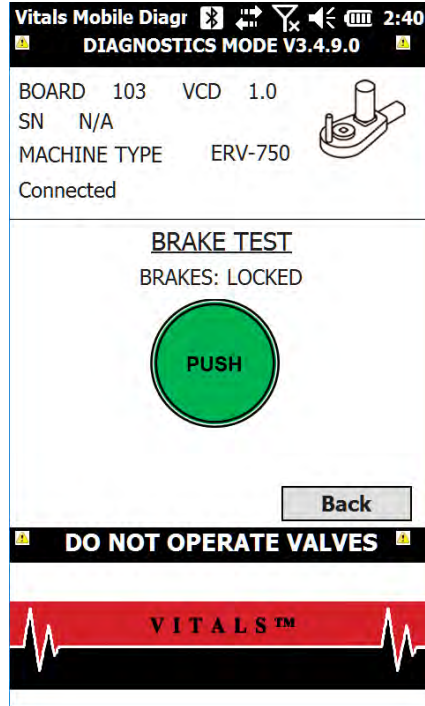 Vitals Mobile Diagr 2:40
DIAGNOSTICS MODE V3.4.9.0
BOARD 103 VCD 1.0
SN N/A
MACHINE TYPE ERV-750
Connected
BRAKE TEST
BRAKES: LOCKED
PUSH
Back
DO NOT OPERATE VALVES
VITALS™